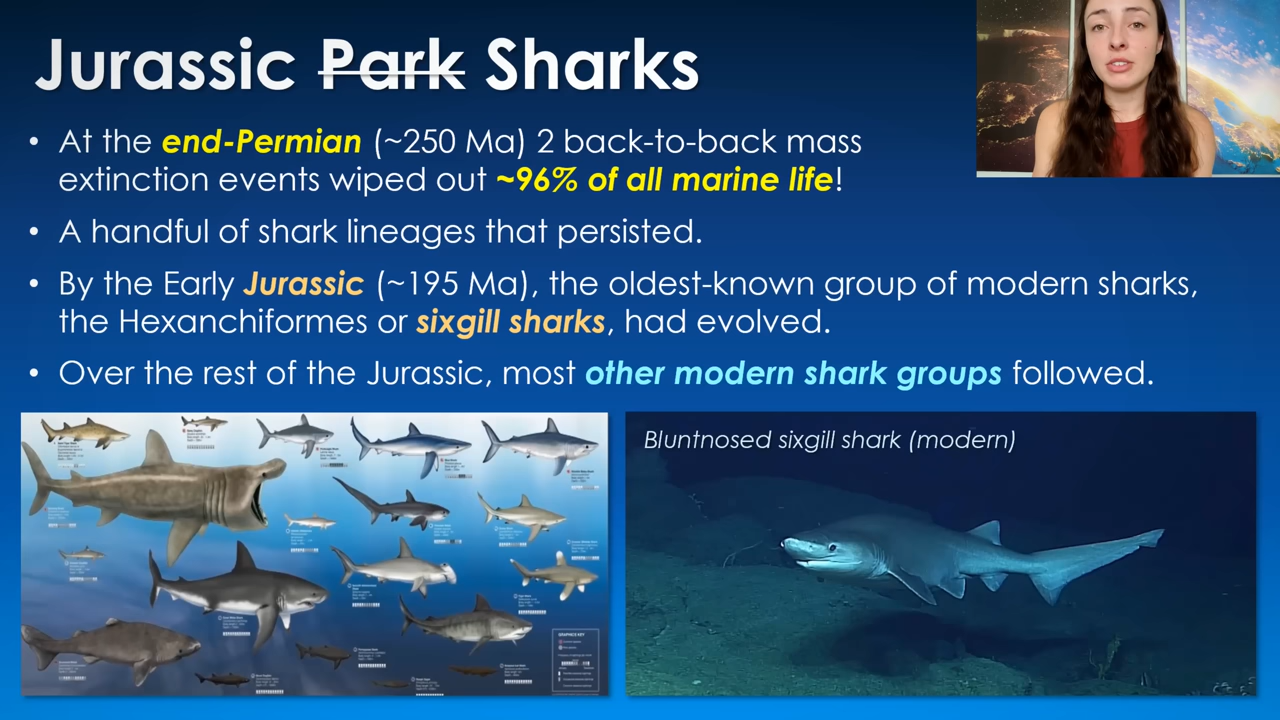 Jurassic Park Sharks
• At the end-Permian (~250 Ma) 2 back-to-back mass
extinction events wiped out ~96% of all marine life!
• A handful of shark lineages that persisted.
• By the Early Jurassic (~195 Ma), the oldest-known group of modern sharks,
the Hexanchiformes or sixgill sharks, had evolved.
• Over the rest of the Jurassic, most other modern shark groups followed.
Bluntnosed sixgill shark (modern)
GRAPHICS KEY